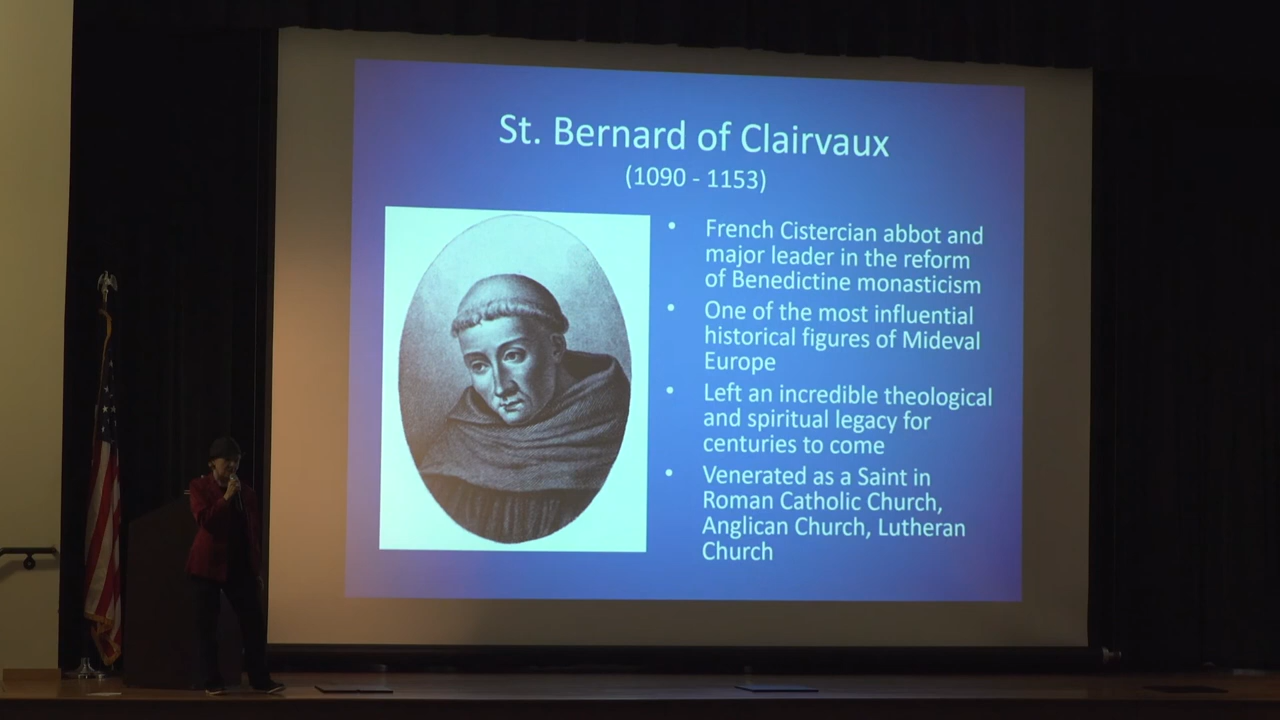 St. Bernard of Clairvaux
(1090 - 1153)
• French Cistercian abbot and
major leader in the reform
of Benedictine monasticism
• One of the most influential
historical figures of Mideval
Europe
• Left an incredible theological
and spiritual legacy for
centuries to come
• Venerated as a Saint in
Roman Catholic Church,
Anglican Church, Lutheran
Church